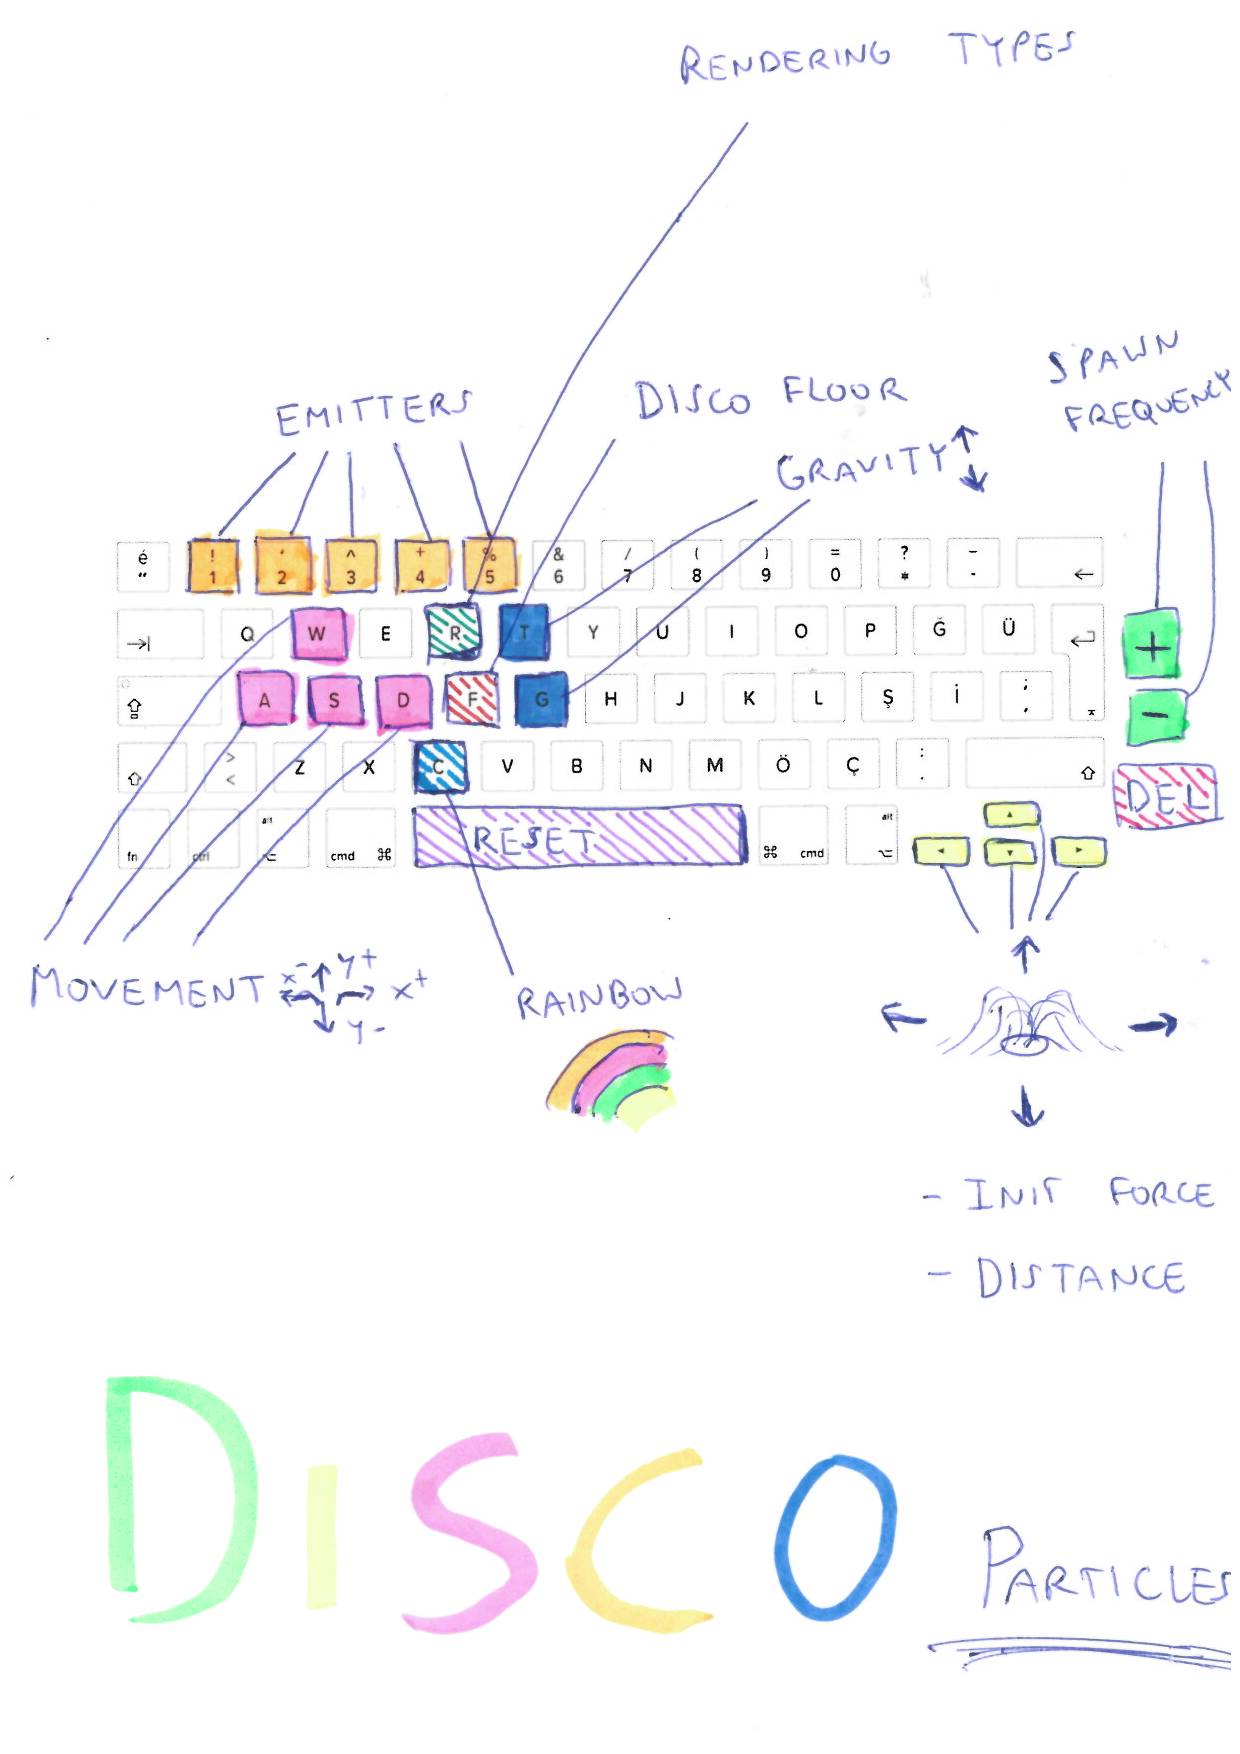 RENDERING TYPES
SPAWN
FREQUENCY
EMITTERS
DISCO FLOOR
GRAVITY ↑
↓
é ! ' ^ + % & / ( ) = ? -
" 1 2 3 4 5 6 7 8 9 0 * - ←
→| Q W E R T Y U I O P Ğ Ü
+
A S D F G H J K L Ş İ ;
,
-
> :
< Z X C V B N M Ö Ç .
DEL
alt alt
fn ctrl ⌥ cmd ⌘ RESET ⌘ cmd ⌥
MOVEMENT x- ↑ y+
→ x+
↓ y-
RAINBOW
- INIT FORCE
- DISTANCE
DISCO PARTICLES